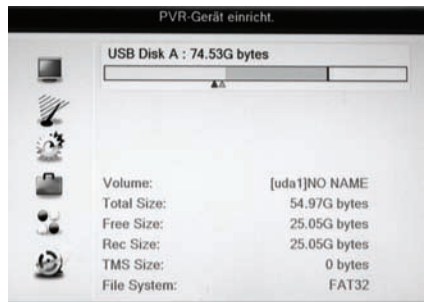 PVR-Gerät einricht.
USB Disk A : 74.53G bytes
Volume: [uda1]NO NAME
Total Size: 54.97G bytes
Free Size: 25.05G bytes
Rec Size: 25.05G bytes
TMS Size: 0 bytes
File System: FAT32